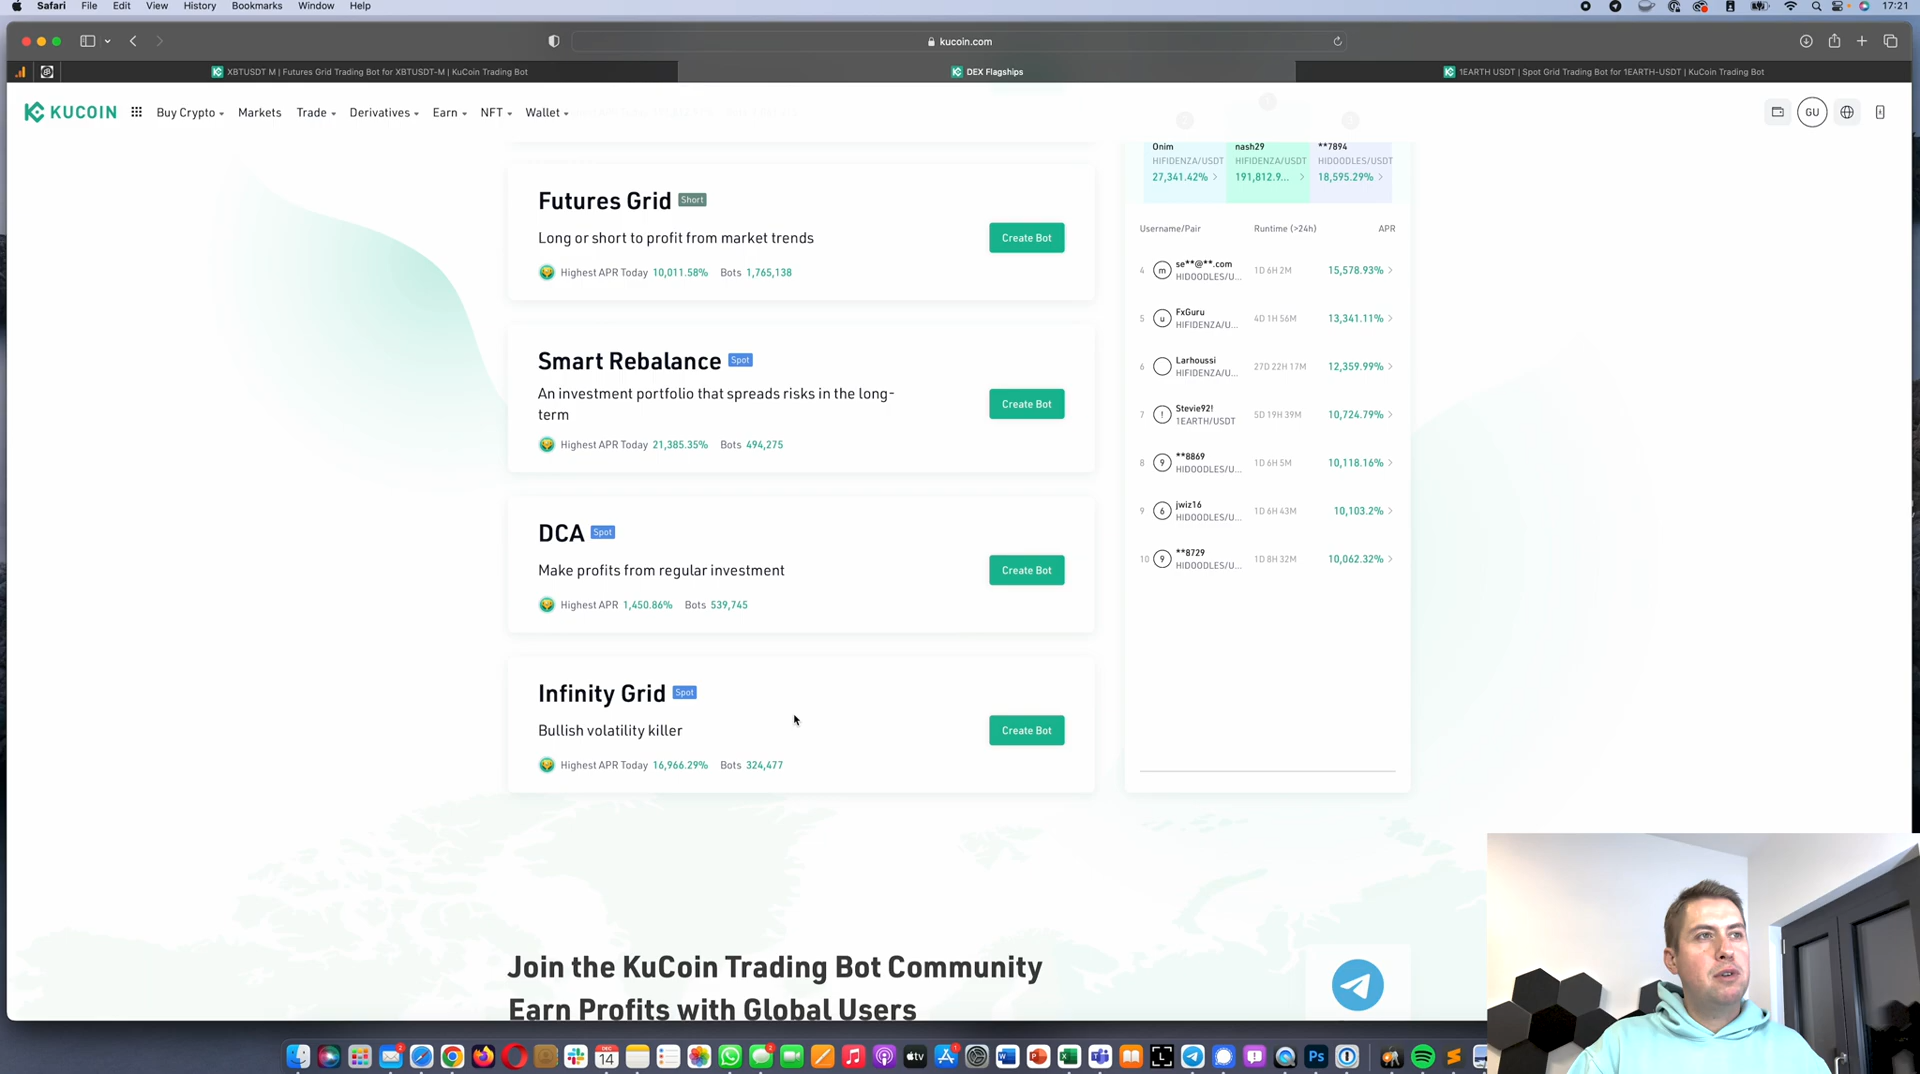 Safari File Edit View History Bookmarks Window Help 17:21
kucoin.com
XBTUSDT M | Futures Grid Trading Bot for XBTUSDT-M | KuCoin Trading Bot
DEX Flagships
1EARTH USDT | Spot Grid Trading Bot for 1EARTH-USDT | KuCoin Trading Bot
KUCOIN Buy Crypto Markets Trade Derivatives Earn NFT Wallet GU
Futures Grid Short
Long or short to profit from market trends
Create Bot
Highest APR Today 10,011.58% Bots 1,765,138
Smart Rebalance Spot
An investment portfolio that spreads risks in the long-
term
Create Bot
Highest APR Today 21,385.35% Bots 494,275
DCA Spot
Make profits from regular investment
Create Bot
Highest APR 1,450.86% Bots 539,745
Infinity Grid Spot
Bullish volatility killer
Create Bot
Highest APR Today 16,966.29% Bots 324,477
Onim nash29 **7894
HIFIDENZA/USDT HIFIDENZA/USDT HIDOODLES/USDT
27,341.42% 191,812.9... 18,595.29%
Username/Pair Runtime (>24h) APR
4 m se**@**.com 1D 6H 2M 15,578.93%
HIDOODLES/U...
5 u FxGuru 4D 1H 56M 13,341.11%
HIFIDENZA/U...
6 Larhoussi 27D 22H 17M 12,359.99%
HIFIDENZA/U...
7 ! Stevie92! 5D 19H 39M 10,724.79%
1EARTH/USDT
8 9 **8869 1D 6H 5M 10,118.16%
HIDOODLES/U...
9 6 jwiz16 1D 6H 43M 10,103.2%
HIDOODLES/U...
10 9 **8729 1D 8H 32M 10,062.32%
HIDOODLES/U...
Join the KuCoin Trading Bot Community
Earn Profits with Global Users